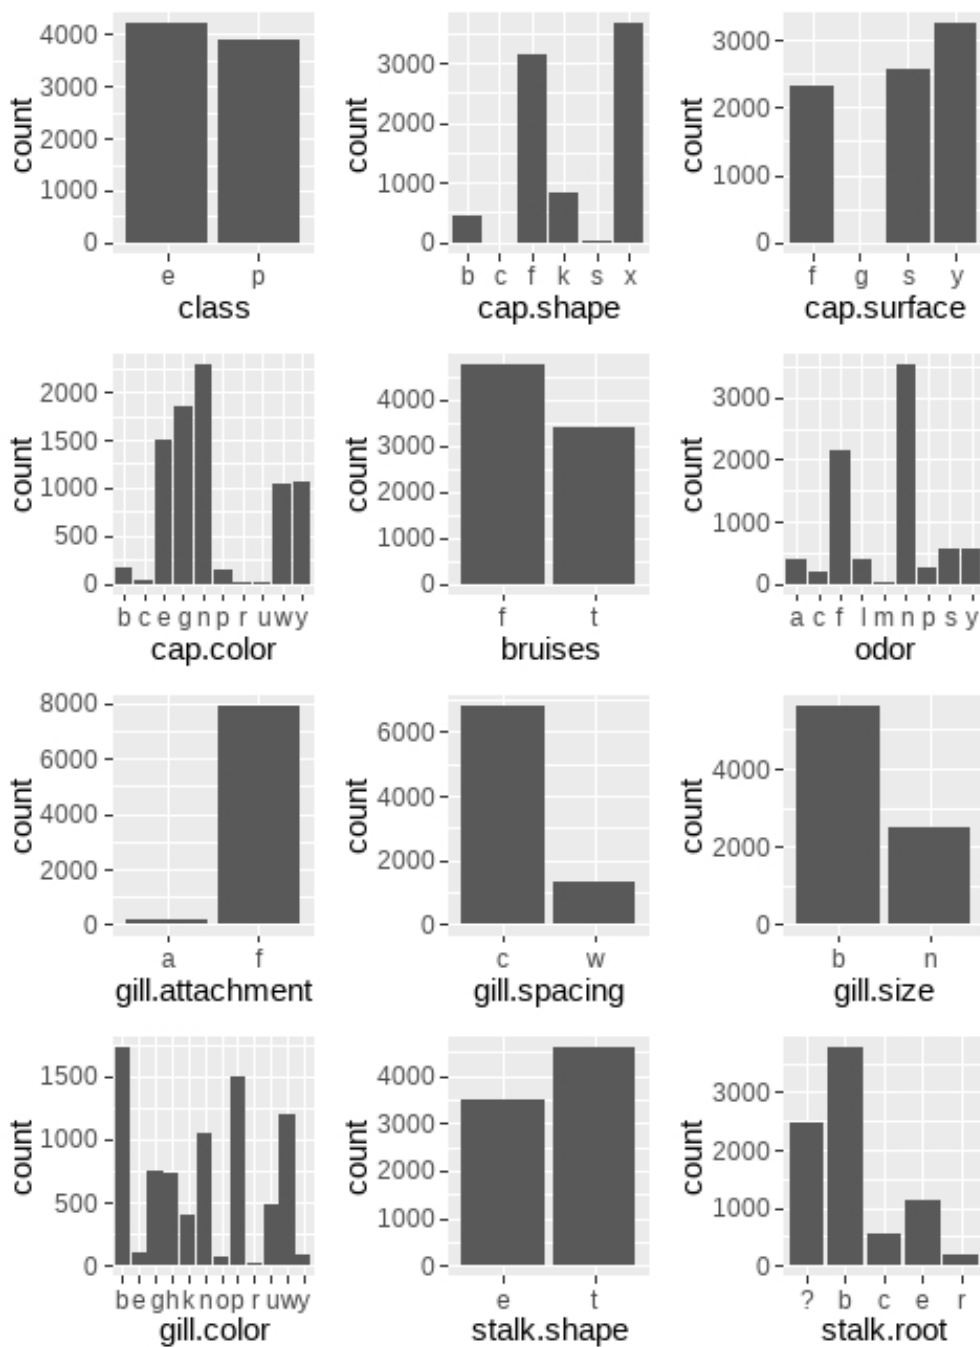 count
4000
3000
2000
1000
0
e p
class
count
3000
2000
1000
0
b c f k s x
cap.shape
count
3000
2000
1000
0
f g s y
cap.surface
count
2000
1500
1000
500
0
b c e g n p r u w y
cap.color
count
4000
3000
2000
1000
0
f t
bruises
count
3000
2000
1000
0
a c f l m n p s y
odor
count
8000
6000
4000
2000
0
a f
gill.attachment
count
6000
4000
2000
0
c w
gill.spacing
count
4000
2000
0
b n
gill.size
count
1500
1000
500
0
b e g h k n o p r u w y
gill.color
count
4000
3000
2000
1000
0
e t
stalk.shape
count
3000
2000
1000
0
? b c e r
stalk.root